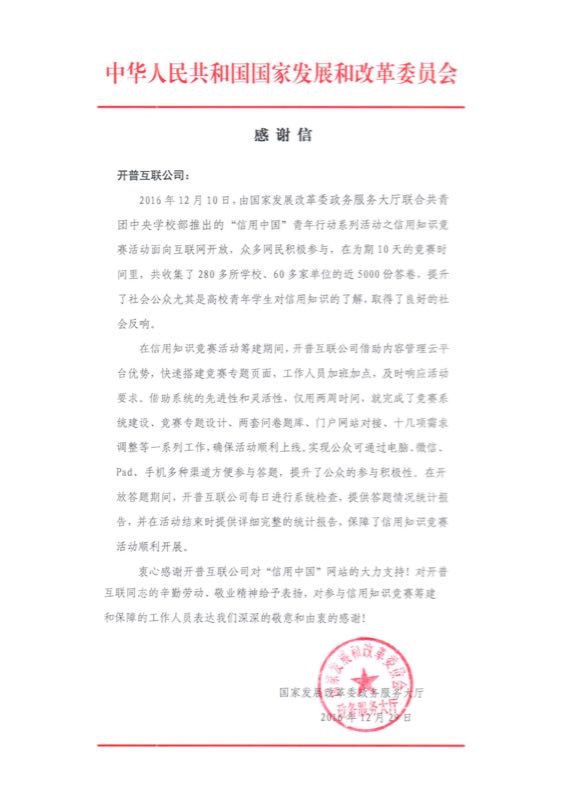 中华人民共和国国家发展和改革委员会
感谢信
开普互联公司：
2016年12月10日，由国家发展改革委政务服务大厅联合共青
团中央学校部推出的“信用中国”青年行动系列活动之信用知识竞
赛活动面向互联网开放，众多网民积极参与，在为期10天的竞赛时
间里，共收集了280多所学校、60多家单位的近5000份答卷，提升
了社会公众尤其是高校青年学生对信用知识的了解，取得了良好的社
会反响。
在信用知识竞赛活动筹建期间，开普互联公司借助内容管理云平
台优势，快速搭建竞赛专题页面，工作人员加班加点，及时响应活动
要求。借助系统的先进性和灵活性，仅用两周时间，就完成了竞赛系
统建设、竞赛专题设计、两套问卷题库、门户网站对接、十几项需求
调整等一系列工作，确保活动顺利上线。实现公众可通过电脑、微信、
Pad、手机多种渠道方便参与答题，提升了公众的参与积极性。在开
放答题期间，开普互联公司每日进行系统检查，提供答题情况统计报
告，并在活动结束时提供详细完整的统计报告，保障了信用知识竞赛
活动顺利开展。
衷心感谢开普互联公司对“信用中国”网站的大力支持！对开普
互联同志的辛勤劳动、敬业精神给予表扬，对参与信用知识竞赛筹建
和保障的工作人员表达我们深深的敬意和由衷的感谢！
国家发展和改革委员会
政务服务大厅
国家发展改革委政务服务大厅
2016年12月29日